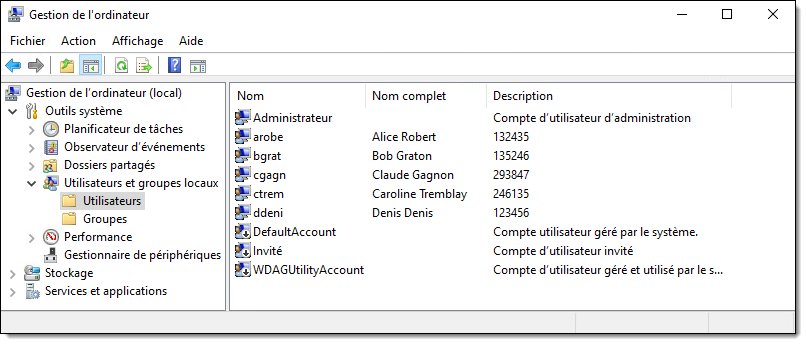 Gestion de l'ordinateur
Fichier Action Affichage Aide
Gestion de l'ordinateur (local)
Outils système
Planificateur de tâches
Observateur d'événements
Dossiers partagés
Utilisateurs et groupes locaux
Utilisateurs
Groupes
Performance
Gestionnaire de périphériques
Stockage
Services et applications
Nom Nom complet Description
Administrateur Compte d'utilisateur d'administration
arobe Alice Robert 132435
bgrat Bob Graton 135246
cgagn Claude Gagnon 293847
ctrem Caroline Tremblay 246135
ddeni Denis Denis 123456
DefaultAccount Compte utilisateur géré par le système.
Invité Compte d'utilisateur invité
WDAGUtilityAccount Compte d'utilisateur géré et utilisé par le s...